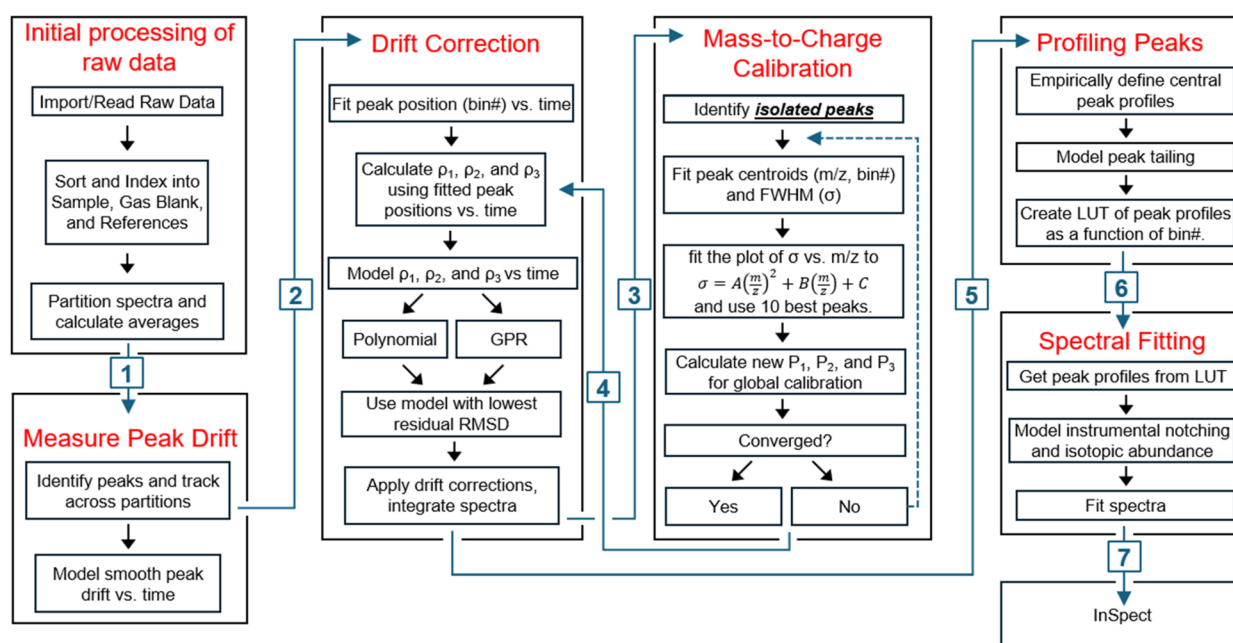 Initial processing of
raw data
Import/Read Raw Data
Sort and Index into
Sample, Gas Blank,
and References
Partition spectra and
calculate averages
1
Measure Peak Drift
Identify peaks and track
across partitions
Model smooth peak
drift vs. time
2
Drift Correction
Fit peak position (bin#) vs. time
Calculate ρ₁, ρ₂, and ρ₃
using fitted peak
positions vs. time
Model ρ₁, ρ₂, and ρ₃ vs time
Polynomial
GPR
Use model with lowest
residual RMSD
Apply drift corrections,
integrate spectra
3
4
Mass-to-Charge
Calibration
Identify isolated peaks
Fit peak centroids (m/z, bin#)
and FWHM (σ)
fit the plot of σ vs. m/z to
σ = A(m/z)² + B(m/z) + C
and use 10 best peaks.
Calculate new P₁, P₂, and P₃
for global calibration
Converged?
Yes
No
5
Profiling Peaks
Empirically define central
peak profiles
Model peak tailing
Create LUT of peak profiles
as a function of bin#.
6
Spectral Fitting
Get peak profiles from LUT
Model instrumental notching
and isotopic abundance
Fit spectra
7
InSpect